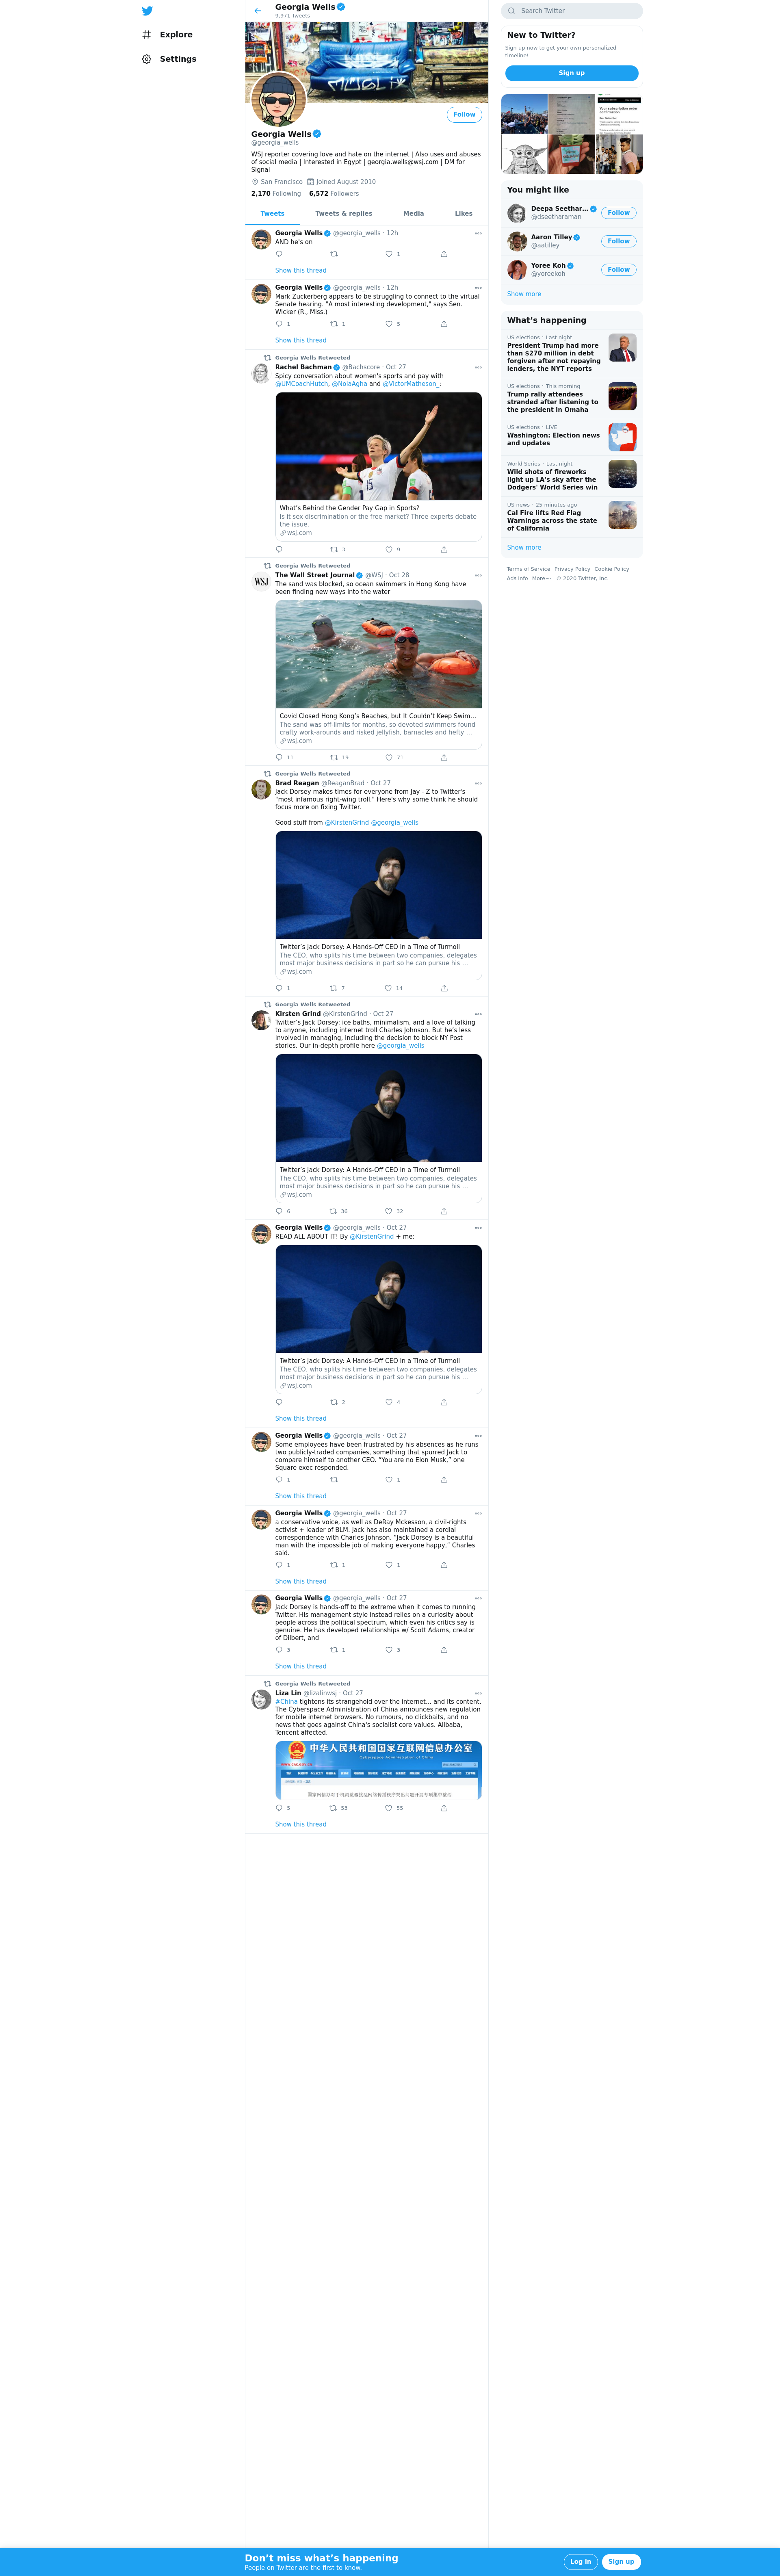 Explore
Settings
Georgia Wells
9,971 Tweets
Follow
Georgia Wells
@georgia_wells
WSJ reporter covering love and hate on the internet | Also uses and abuses
of social media | Interested in Egypt | georgia.wells@wsj.com | DM for
Signal
San Francisco Joined August 2010
2,170 Following 6,572 Followers
Tweets Tweets & replies Media Likes
Georgia Wells @georgia_wells · 12h
AND he's on
1
Show this thread
Georgia Wells @georgia_wells · 12h
Mark Zuckerberg appears to be struggling to connect to the virtual
Senate hearing. "A most interesting development," says Sen.
Wicker (R., Miss.)
1 1 5
Show this thread
Georgia Wells Retweeted
Rachel Bachman @Bachscore · Oct 27
Spicy conversation about women's sports and pay with
@UMCoachHutch, @NolaAgha and @VictorMatheson_:
What's Behind the Gender Pay Gap in Sports?
Is it sex discrimination or the free market? Three experts debate
the issue.
wsj.com
3 9
Georgia Wells Retweeted
The Wall Street Journal @WSJ · Oct 28
WSJ
The sand was blocked, so ocean swimmers in Hong Kong have
been finding new ways into the water
Covid Closed Hong Kong's Beaches, but It Couldn't Keep Swim...
The sand was off-limits for months, so devoted swimmers found
crafty work-arounds and risked jellyfish, barnacles and hefty ...
wsj.com
11 19 71
Georgia Wells Retweeted
Brad Reagan @ReaganBrad · Oct 27
Jack Dorsey makes times for everyone from Jay - Z to Twitter's
"most infamous right-wing troll." Here's why some think he should
focus more on fixing Twitter.
Good stuff from @KirstenGrind @georgia_wells
Twitter's Jack Dorsey: A Hands-Off CEO in a Time of Turmoil
The CEO, who splits his time between two companies, delegates
most major business decisions in part so he can pursue his ...
wsj.com
1 7 14
Georgia Wells Retweeted
Kirsten Grind @KirstenGrind · Oct 27
Twitter's Jack Dorsey: ice baths, minimalism, and a love of talking
to anyone, including internet troll Charles Johnson. But he's less
involved in managing, including the decision to block NY Post
stories. Our in-depth profile here @georgia_wells
Twitter's Jack Dorsey: A Hands-Off CEO in a Time of Turmoil
The CEO, who splits his time between two companies, delegates
most major business decisions in part so he can pursue his ...
wsj.com
6 36 32
Georgia Wells @georgia_wells · Oct 27
READ ALL ABOUT IT! By @KirstenGrind + me:
Twitter's Jack Dorsey: A Hands-Off CEO in a Time of Turmoil
The CEO, who splits his time between two companies, delegates
most major business decisions in part so he can pursue his ...
wsj.com
2 4
Show this thread
Georgia Wells @georgia_wells · Oct 27
Some employees have been frustrated by his absences as he runs
two publicly-traded companies, something that spurred Jack to
compare himself to another CEO. "You are no Elon Musk," one
Square exec responded.
1 1
Show this thread
Georgia Wells @georgia_wells · Oct 27
a conservative voice, as well as DeRay Mckesson, a civil-rights
activist + leader of BLM. Jack has also maintained a cordial
correspondence with Charles Johnson. "Jack Dorsey is a beautiful
man with the impossible job of making everyone happy," Charles
said.
1 1 1
Show this thread
Georgia Wells @georgia_wells · Oct 27
Jack Dorsey is hands-off to the extreme when it comes to running
Twitter. His management style instead relies on a curiosity about
people across the political spectrum, which even his critics say is
genuine. He has developed relationships w/ Scott Adams, creator
of Dilbert, and
3 1 3
Show this thread
Georgia Wells Retweeted
Liza Lin @lizalinwsj · Oct 27
#China tightens its stranglehold over the internet... and its content.
The Cyberspace Administration of China announces new regulation
for mobile internet browsers. No rumours, no clickbaits, and no
news that goes against China's socialist core values. Alibaba,
Tencent affected.
中华人民共和国国家互联网信息办公室
Cyberspace Administration of China
5 53 55
Show this thread
Search Twitter
New to Twitter?
Sign up now to get your own personalized
timeline!
Sign up
Your subscription order
confirmation
You might like
Deepa Seethar...
@dseetharaman
Follow
Aaron Tilley
@aatilley
Follow
Yoree Koh
@yoreekoh
Follow
Show more
What's happening
US elections · Last night
President Trump had more
than $270 million in debt
forgiven after not repaying
lenders, the NYT reports
US elections · This morning
Trump rally attendees
stranded after listening to
the president in Omaha
US elections · LIVE
Washington: Election news
and updates
World Series · Last night
Wild shots of fireworks
light up LA's sky after the
Dodgers' World Series win
US news · 25 minutes ago
Cal Fire lifts Red Flag
Warnings across the state
of California
Show more
Terms of Service Privacy Policy Cookie Policy
Ads info More ••• © 2020 Twitter, Inc.
Don't miss what's happening
People on Twitter are the first to know.
Log in Sign up